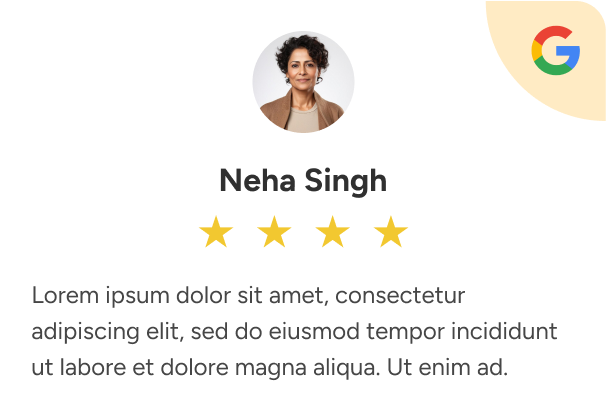 Neha Singh
Lorem ipsum dolor sit amet, consectetur
adipiscing elit, sed do eiusmod tempor incididunt
ut labore et dolore magna aliqua. Ut enim ad.